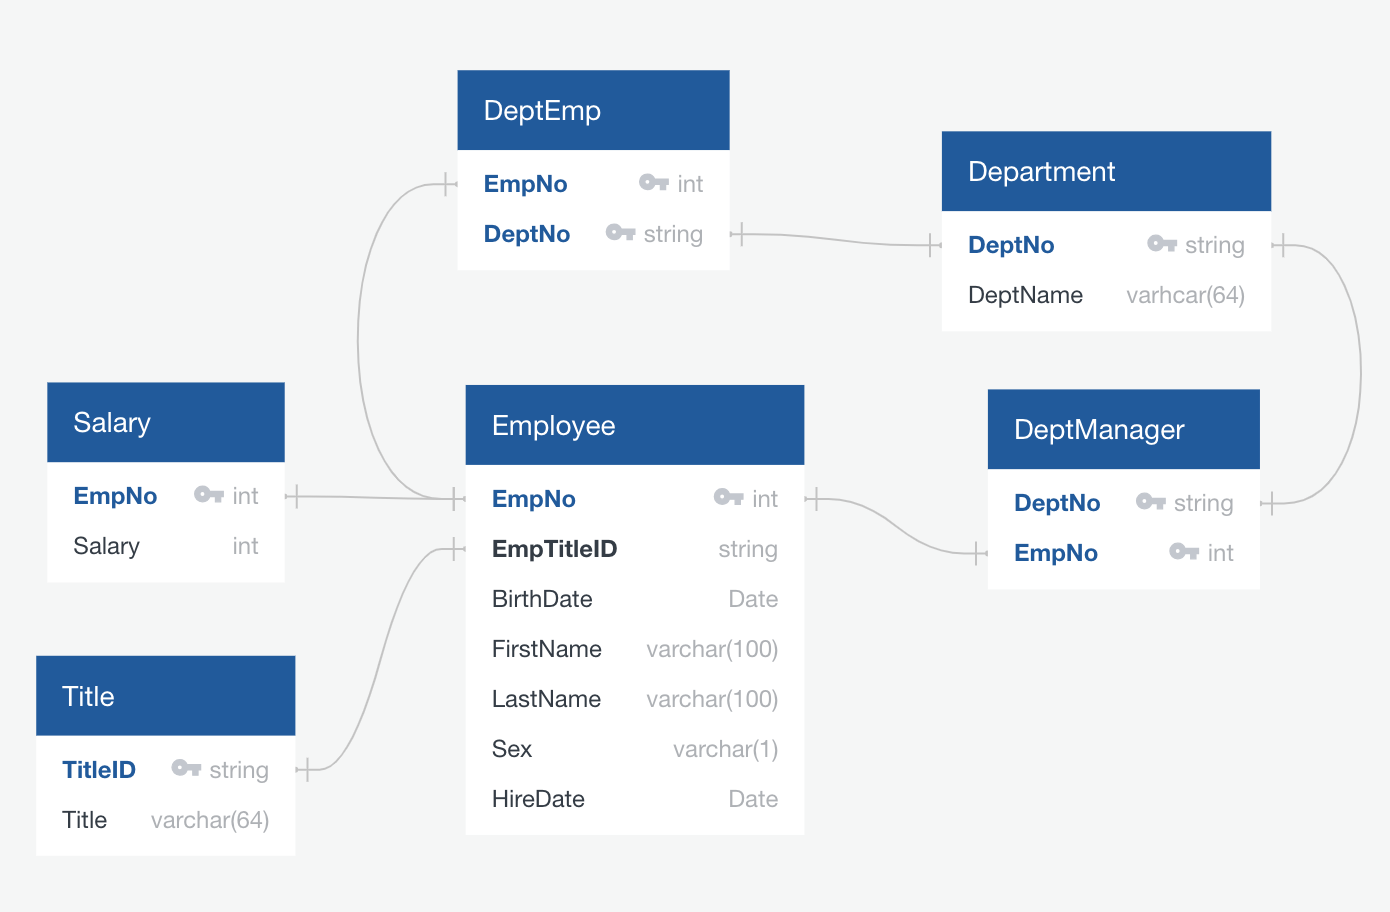 DeptEmp
EmpNo int
DeptNo string
Department
DeptNo string
DeptName varhcar(64)
Salary
EmpNo int
Salary int
Employee
EmpNo int
EmpTitleID string
BirthDate Date
FirstName varchar(100)
LastName varchar(100)
Sex varchar(1)
HireDate Date
DeptManager
DeptNo string
EmpNo int
Title
TitleID string
Title varchar(64)